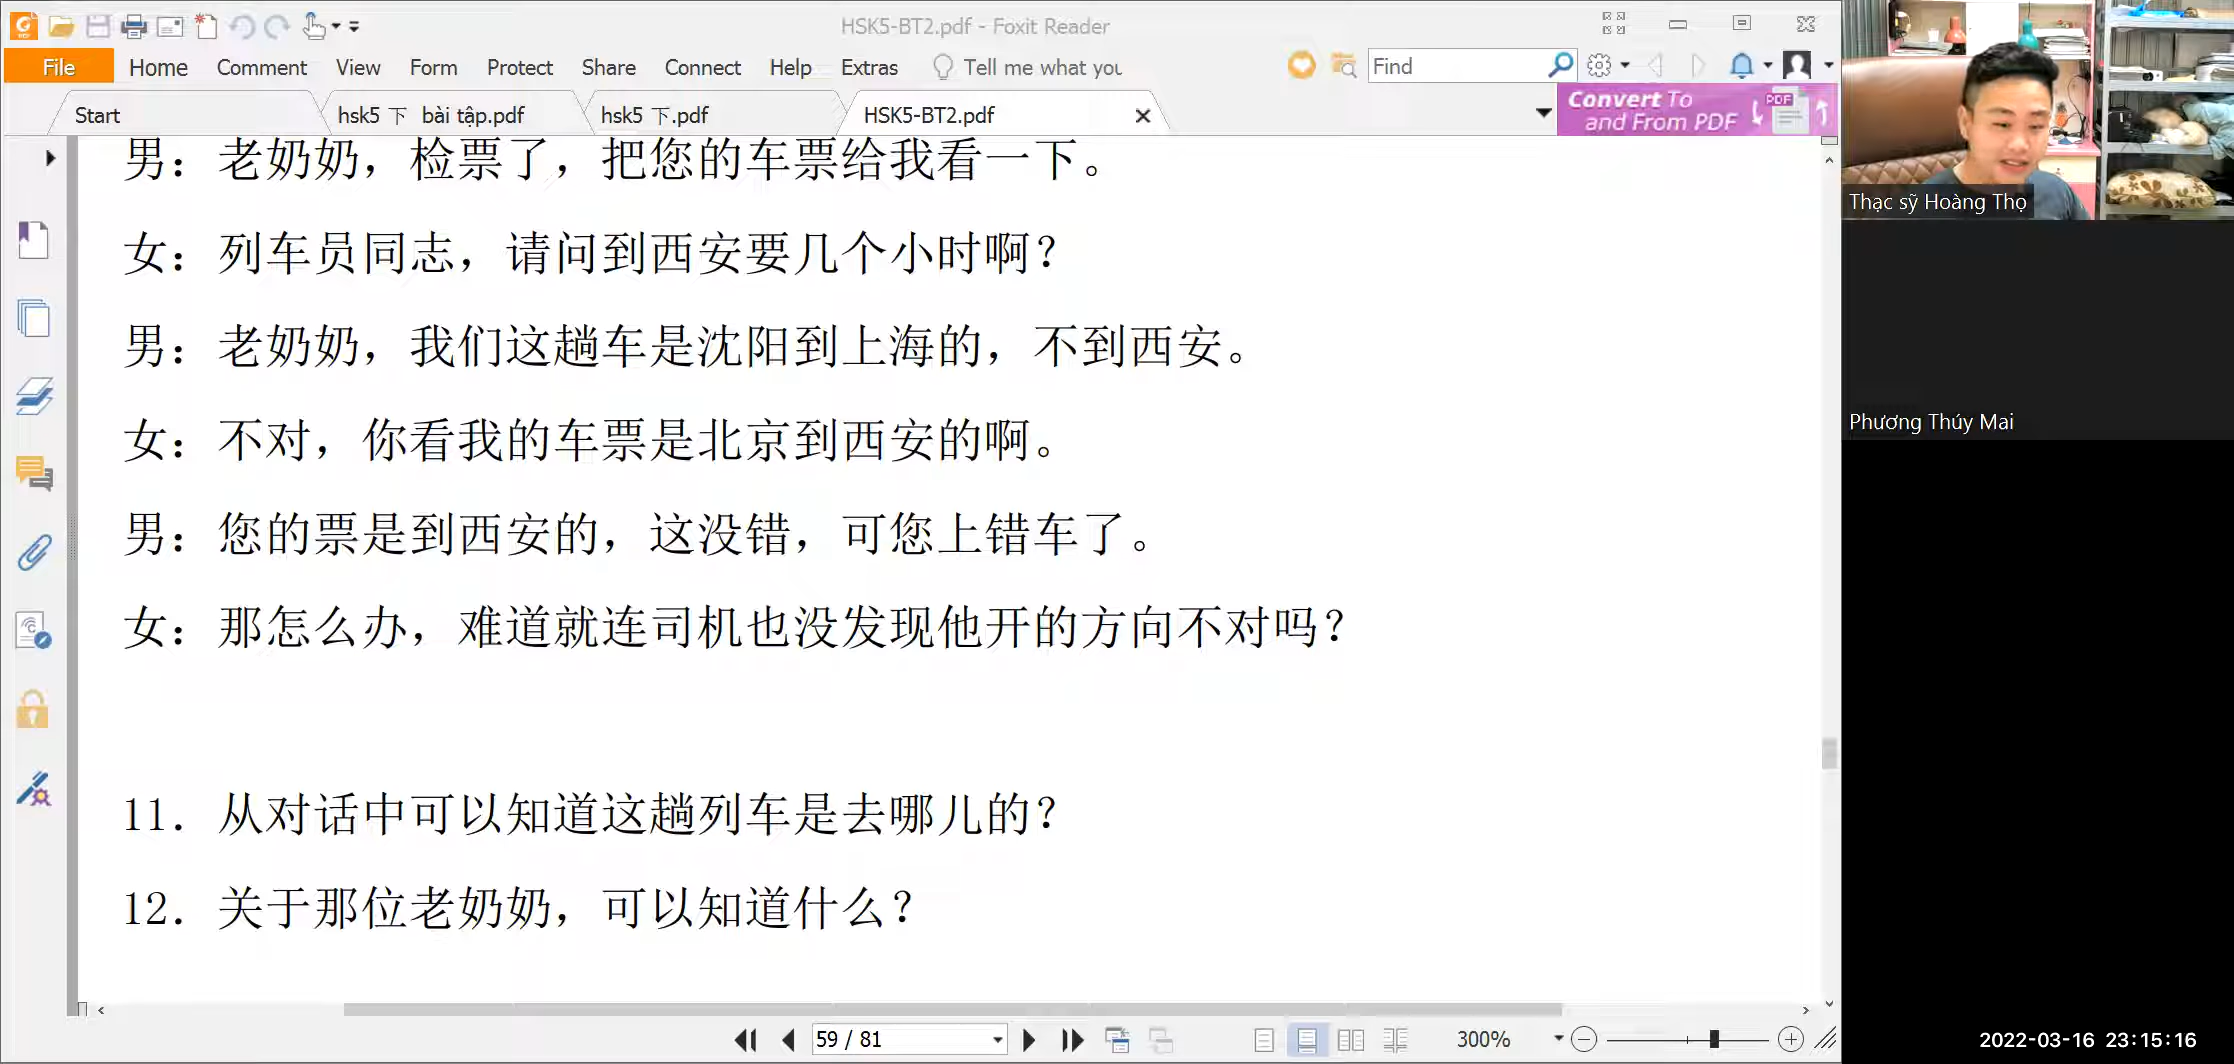 HSK5-BT2.pdf - Foxit Reader
File Home Comment View Form Protect Share Connect Help Extras Tell me what you Find
Start hsk5 下 bài tập.pdf hsk5 下.pdf HSK5-BT2.pdf
Convert To PDF
and From PDF
男：老奶奶，检票了，把您的车票给我看一下。
女：列车员同志，请问到西安要几个小时啊？
男：老奶奶，我们这趟车是沈阳到上海的，不到西安。
女：不对，你看我的车票是北京到西安的啊。
男：您的票是到西安的，这没错，可您上错车了。
女：那怎么办，难道就连司机也没发现他开的方向不对吗？
11．从对话中可以知道这趟列车是去哪儿的？
12．关于那位老奶奶，可以知道什么？
59 / 81 300%
Thạc sỹ Hoàng Thọ
Phương Thúy Mai
2022-03-16 23:15:16